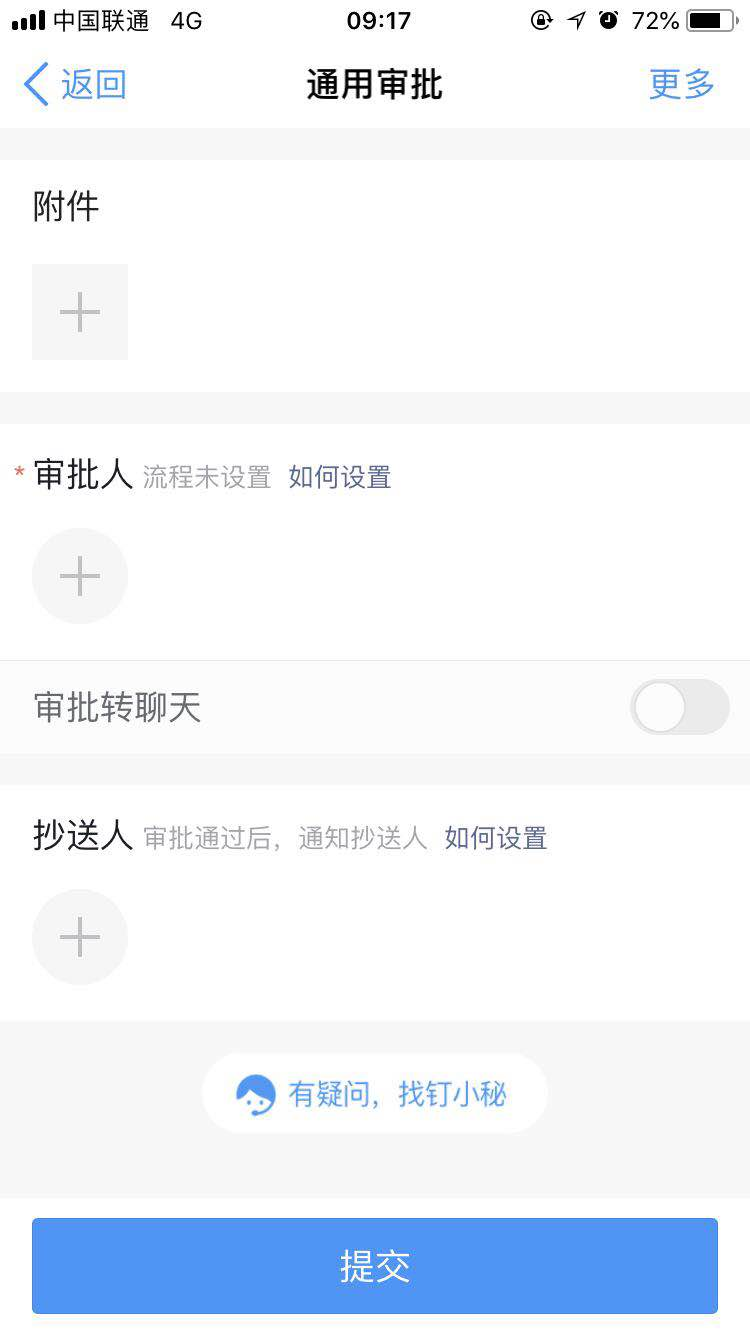 中国联通 4G 09:17 72%
返回 通用审批 更多
附件
* 审批人 流程未设置 如何设置
审批转聊天
抄送人 审批通过后，通知抄送人 如何设置
有疑问，找钉小秘
提交